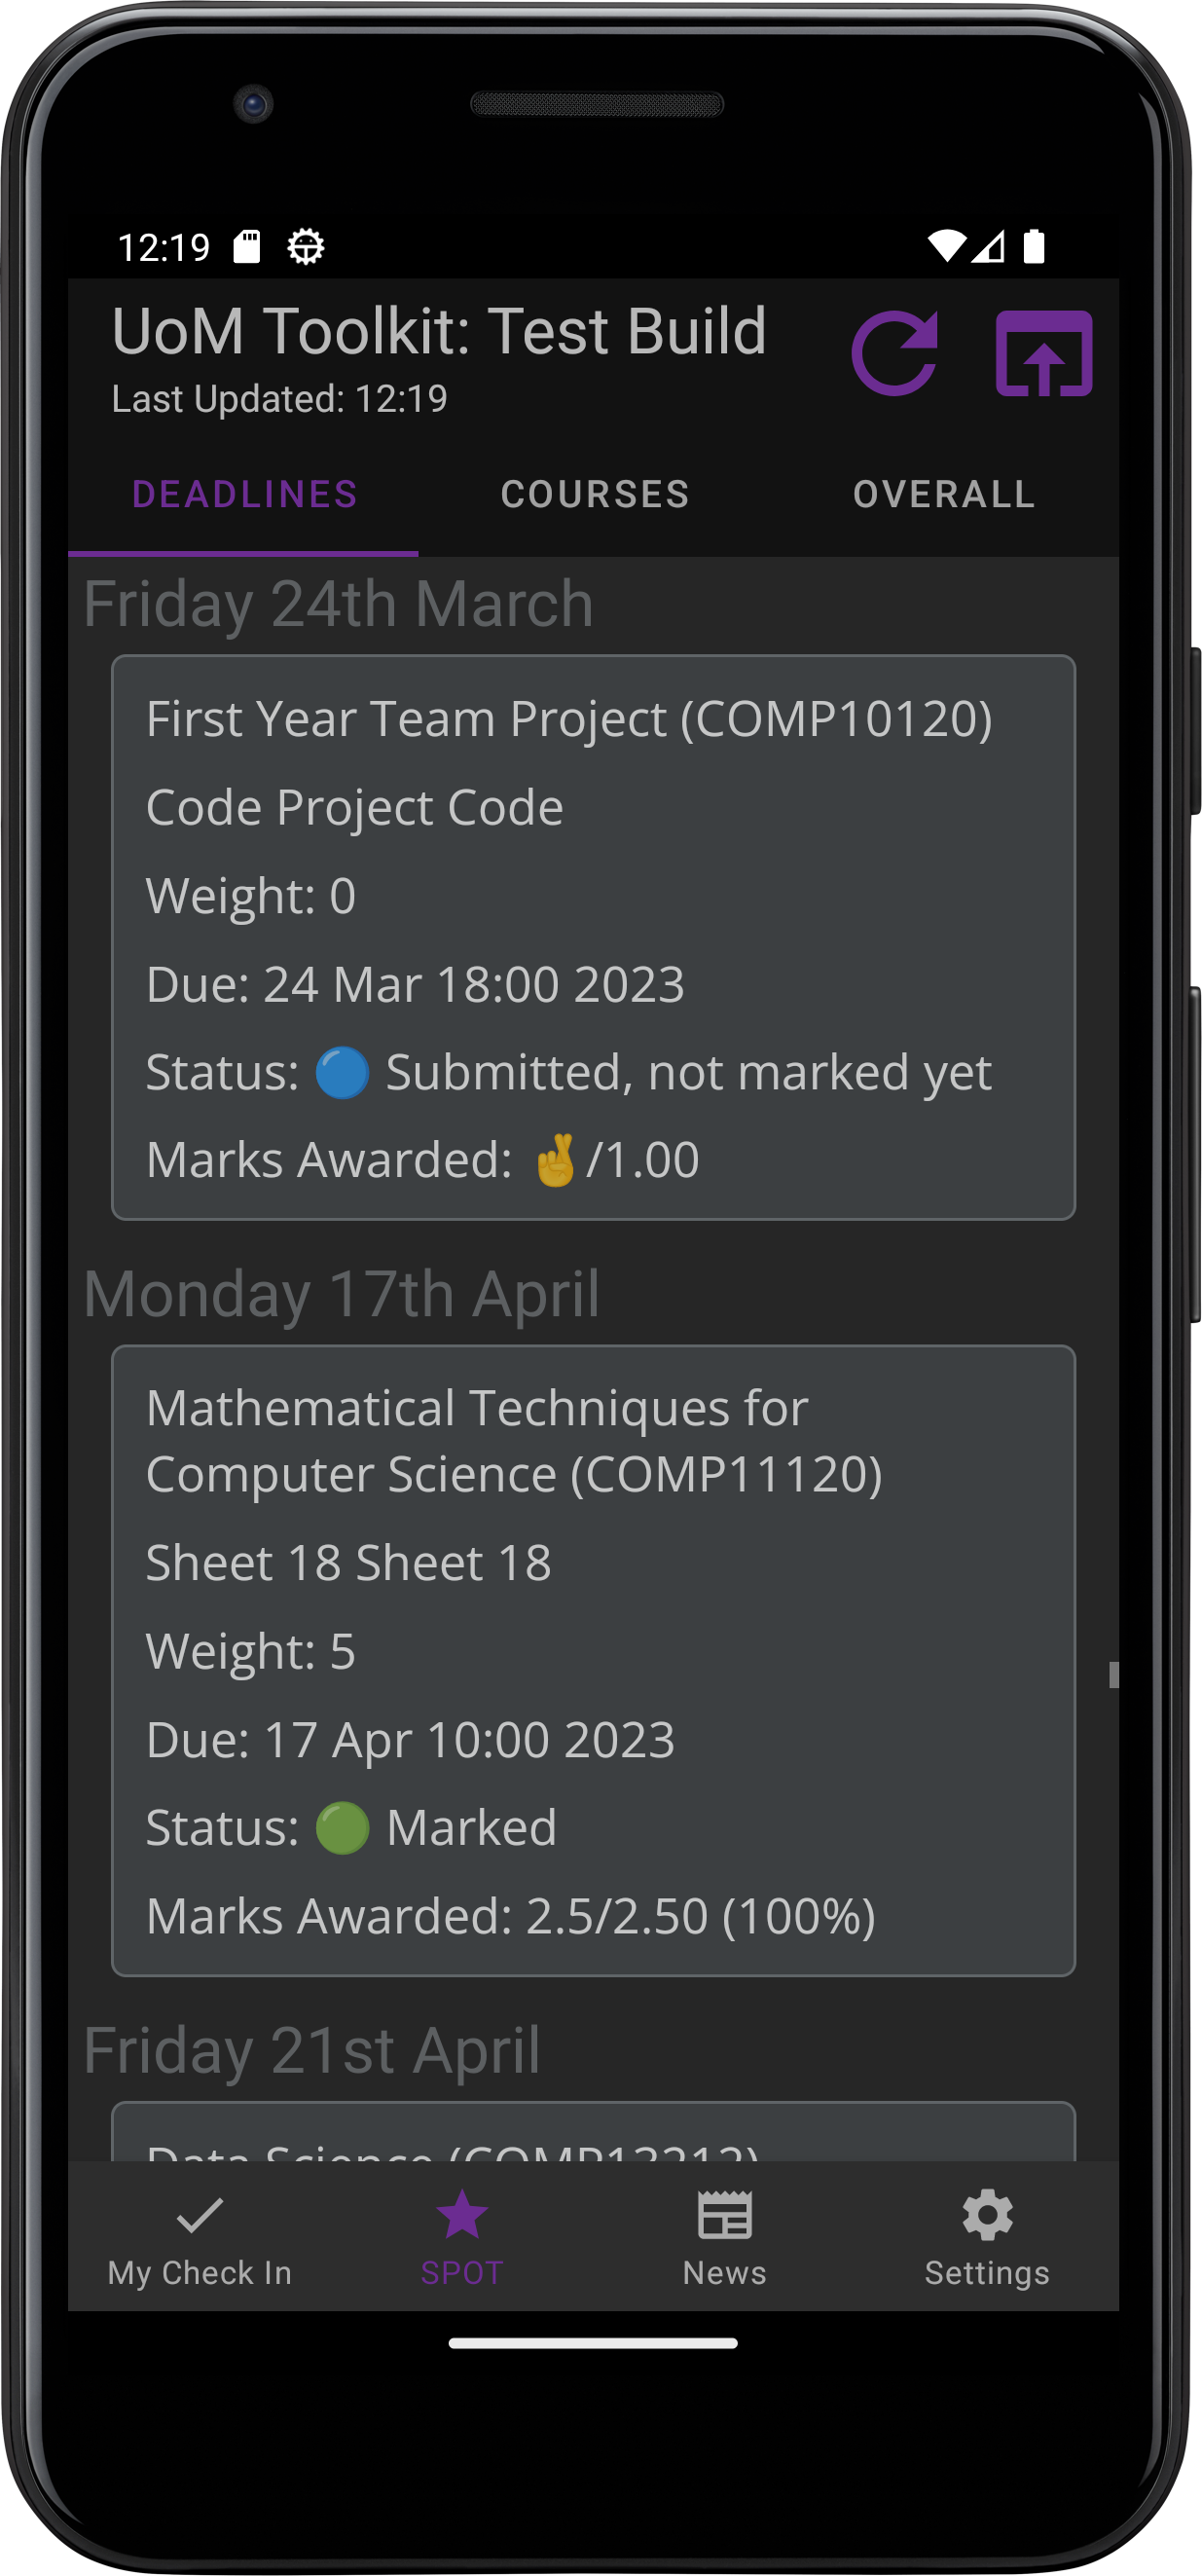 12:19
UoM Toolkit: Test Build
Last Updated: 12:19
DEADLINES COURSES OVERALL
Friday 24th March
First Year Team Project (COMP10120)
Code Project Code
Weight: 0
Due: 24 Mar 18:00 2023
Status: 🔵 Submitted, not marked yet
Marks Awarded: 🤞/1.00
Monday 17th April
Mathematical Techniques for
Computer Science (COMP11120)
Sheet 18 Sheet 18
Weight: 5
Due: 17 Apr 10:00 2023
Status: 🟢 Marked
Marks Awarded: 2.5/2.50 (100%)
Friday 21st April
Data Science (COMP13212)
My Check In SPOT News Settings